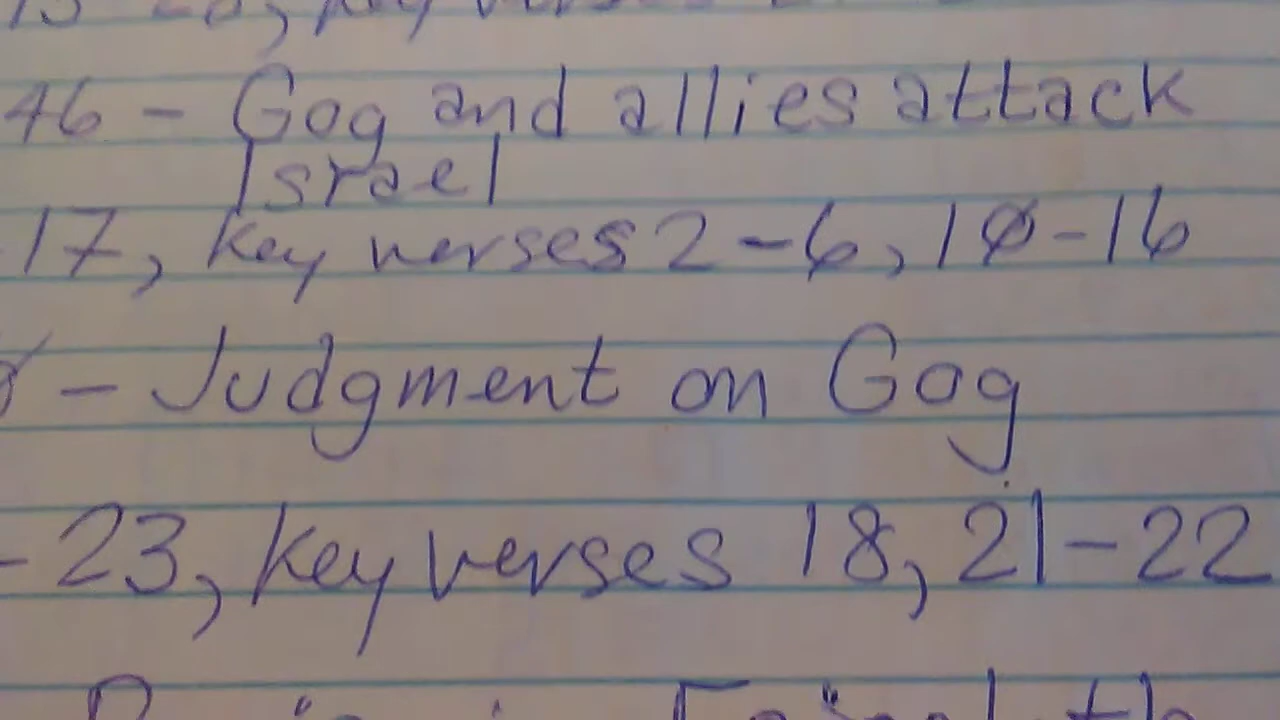 46 - Gog and allies attack
Israel
17, key verses 2-6, 10-16
- Judgment on Gog
- 23, key verses 18, 21-22